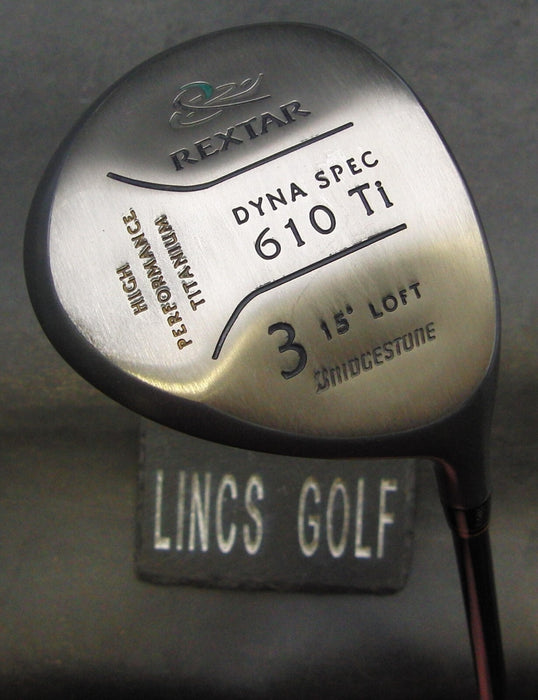 REXTAR
DYNA SPEC
610 Ti
HIGH
PERFORMANCE.
TITANIUM.
3 15° LOFT
BRIDGESTONE
LINCS GOLF